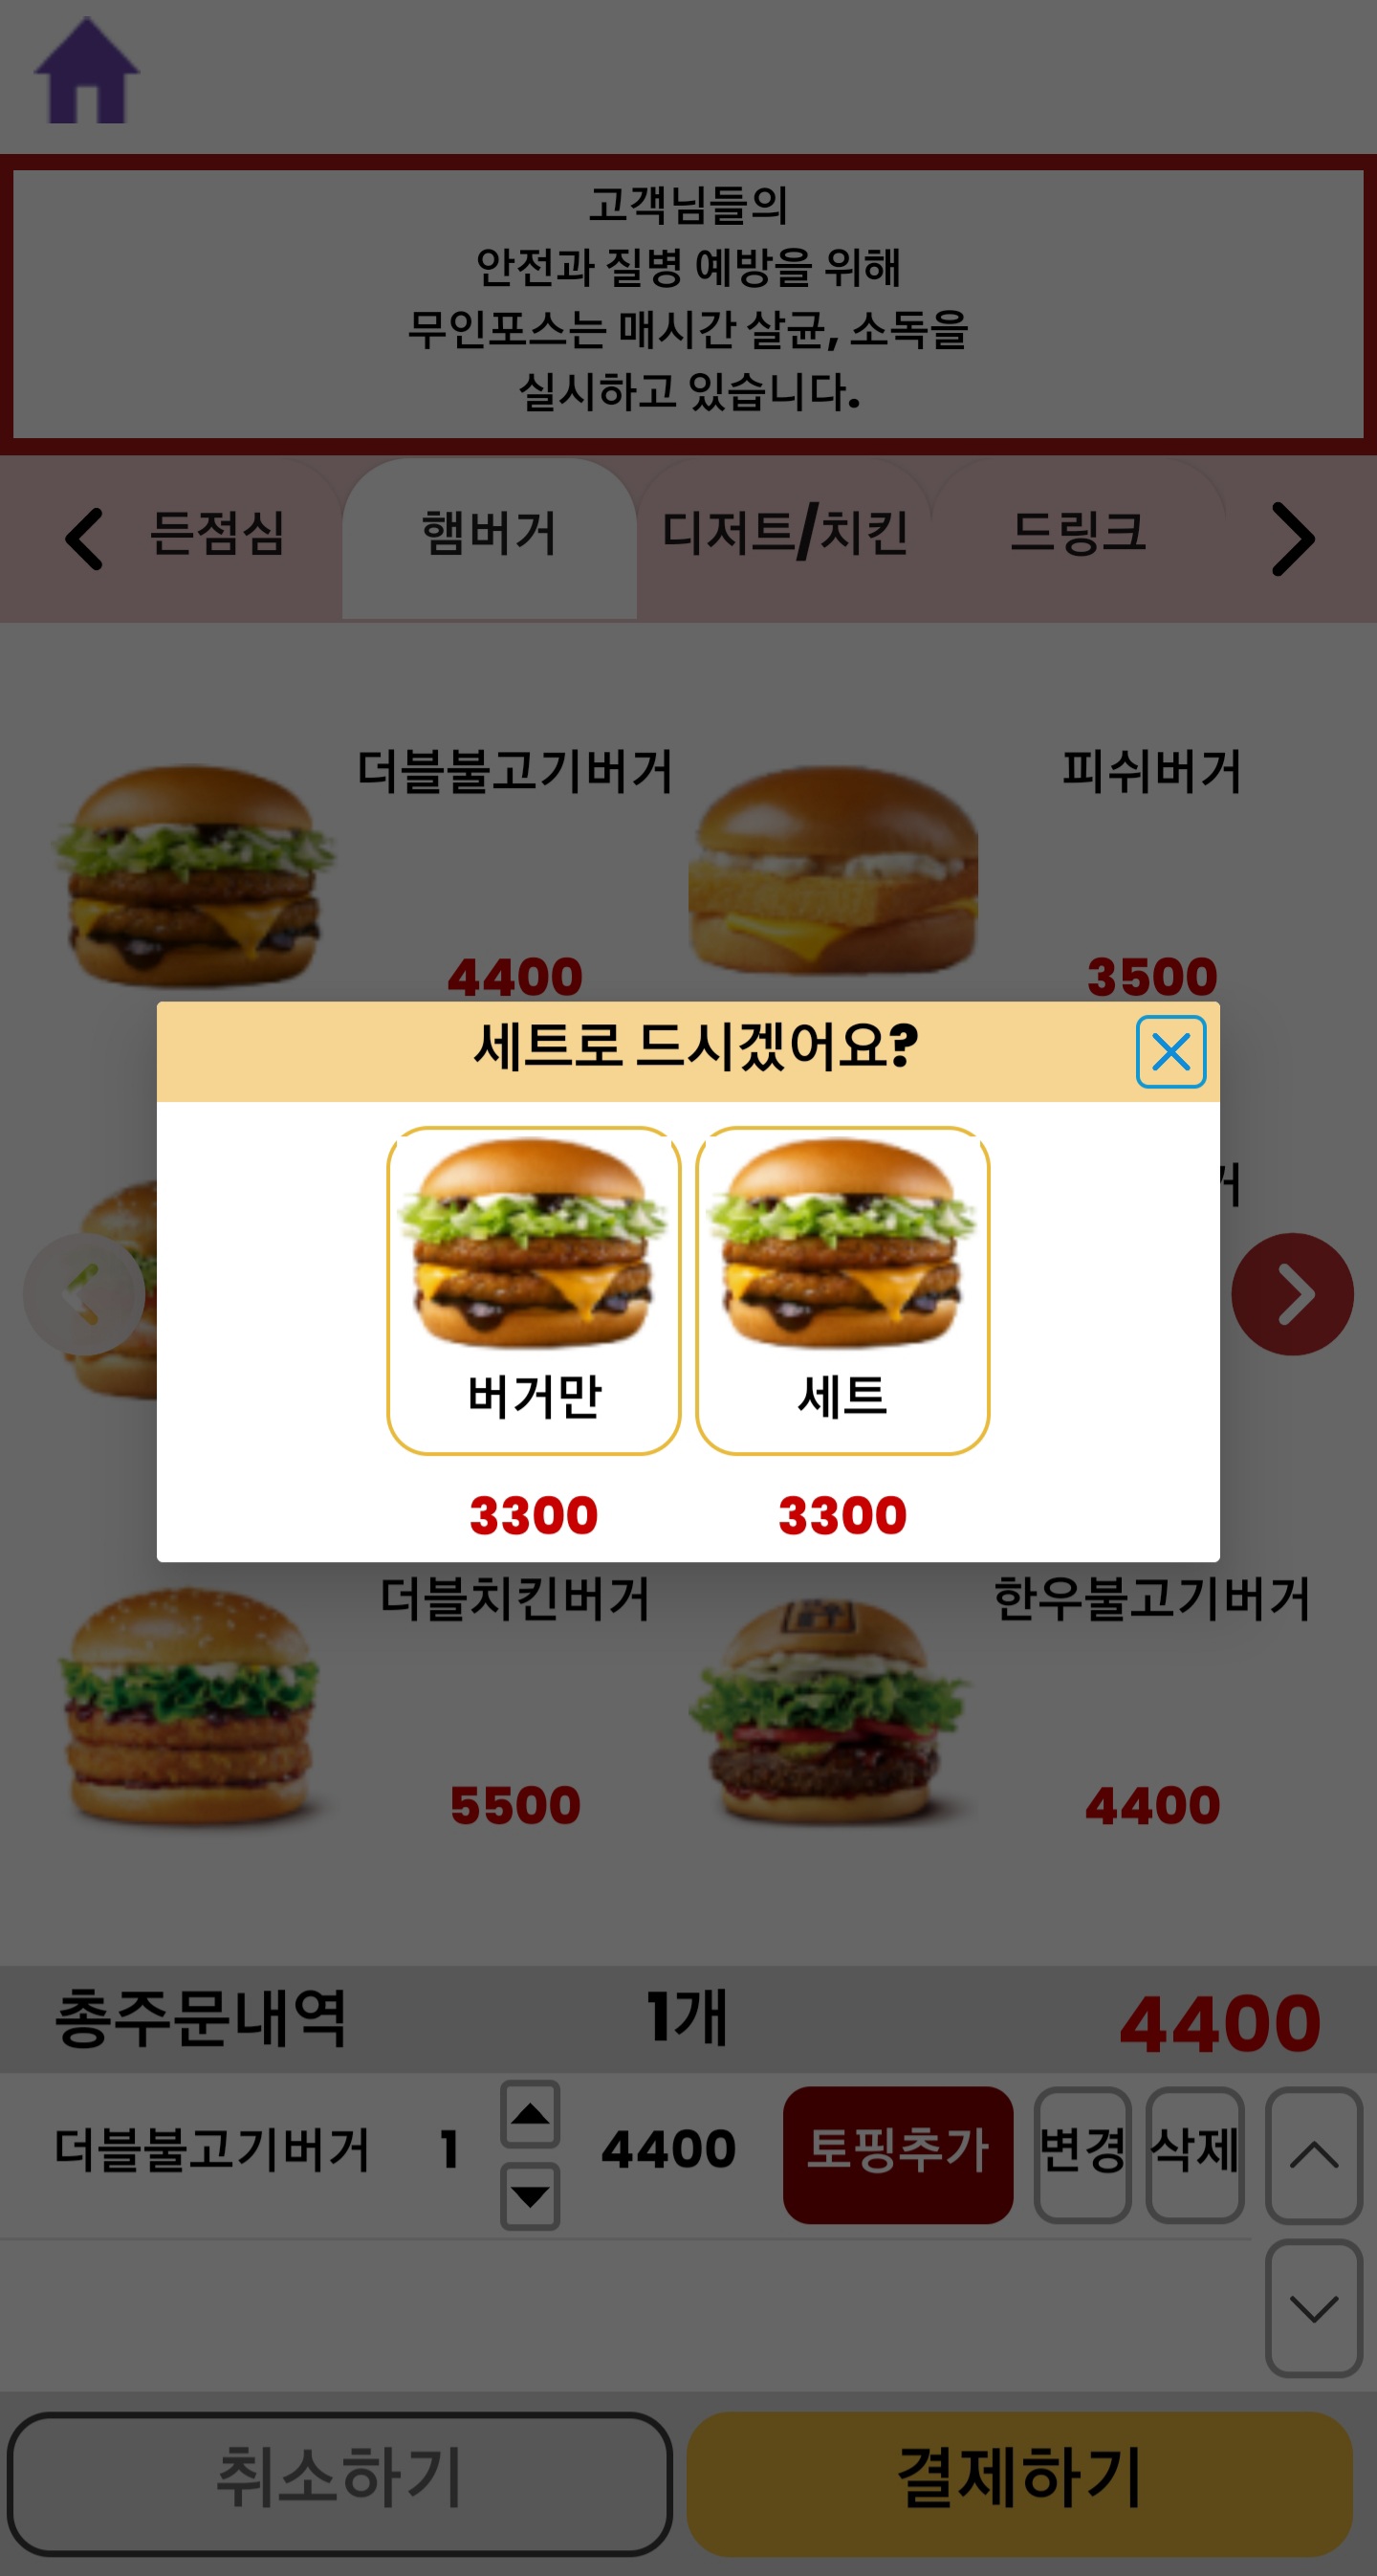 고객님들의
안전과 질병 예방을 위해
무인포스는 매시간 살균, 소독을
실시하고 있습니다.
든점심 햄버거 디저트/치킨 드링크
더블불고기버거 피쉬버거
4400 3500
세트로 드시겠어요?
거
버거만 세트
3300 3300
더블치킨버거 한우불고기버거
5500 4400
총주문내역 1개 4400
더블불고기버거 1 4400 토핑추가 변경 삭제
취소하기 결제하기